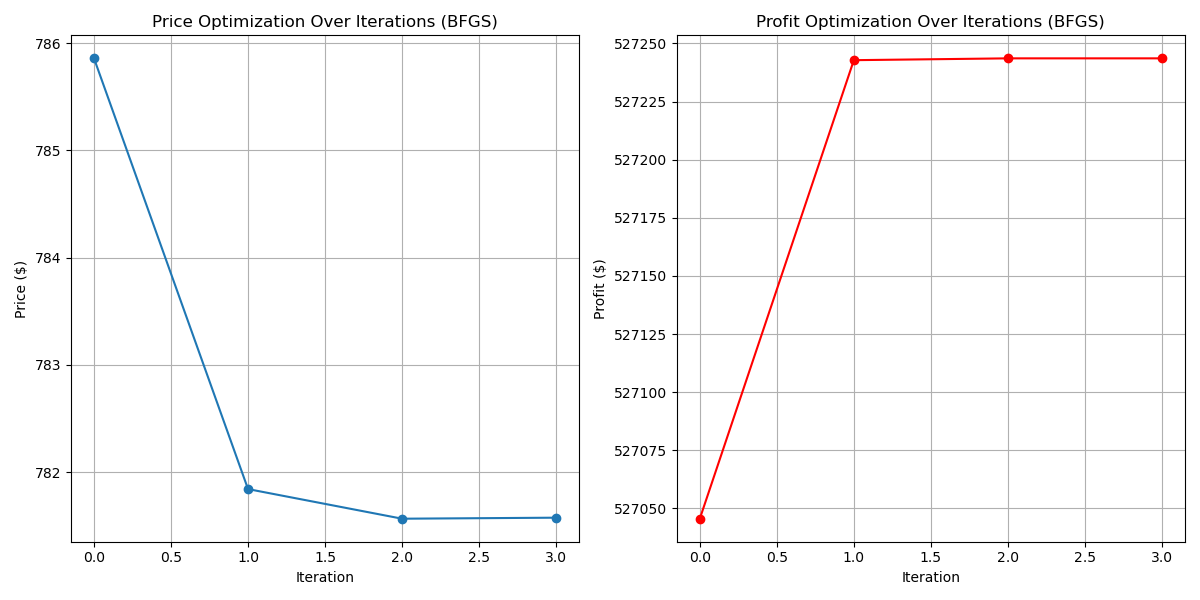 Price Optimization Over Iterations (BFGS)
786
785
784
783
782
Price ($)
0.0 0.5 1.0 1.5 2.0 2.5 3.0
Iteration
Profit Optimization Over Iterations (BFGS)
527250
527225
527200
527175
527150
527125
527100
527075
527050
Profit ($)
0.0 0.5 1.0 1.5 2.0 2.5 3.0
Iteration